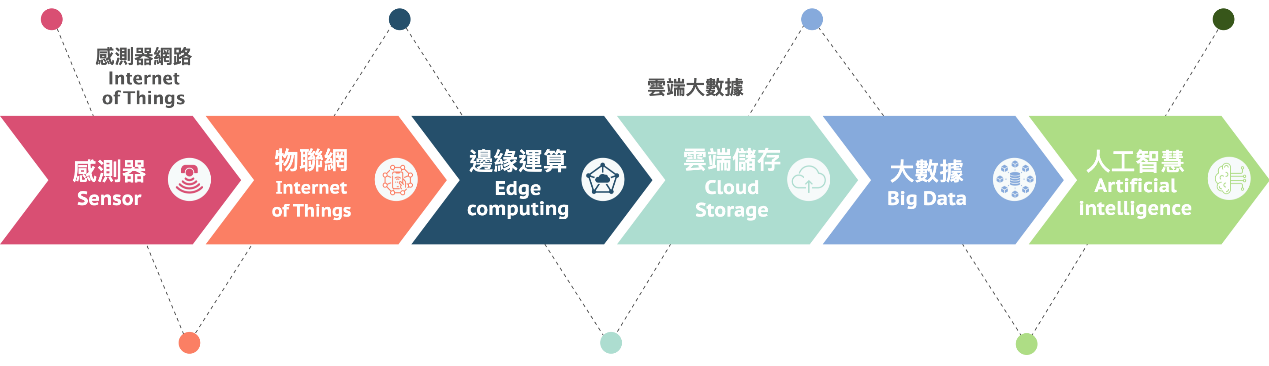 感測器網路
Internet
of Things
雲端大數據
感測器
Sensor
物聯網
Internet
of Things
邊緣運算
Edge
computing
雲端儲存
Cloud
Storage
大數據
Big Data
人工智慧
Artificial
Intelligence